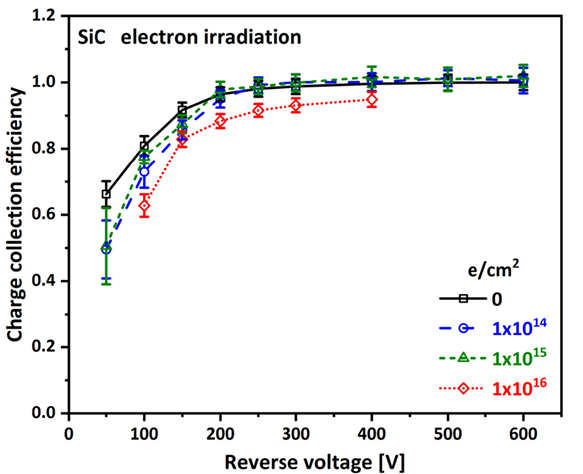 SiC electron irradiation
Charge collection efficiency
1.2
1.0
0.8
0.6
0.4
0.2
0.0
e/cm²
0
1x10¹⁴
1x10¹⁵
1x10¹⁶
0 100 200 300 400 500 600
Reverse voltage [V]